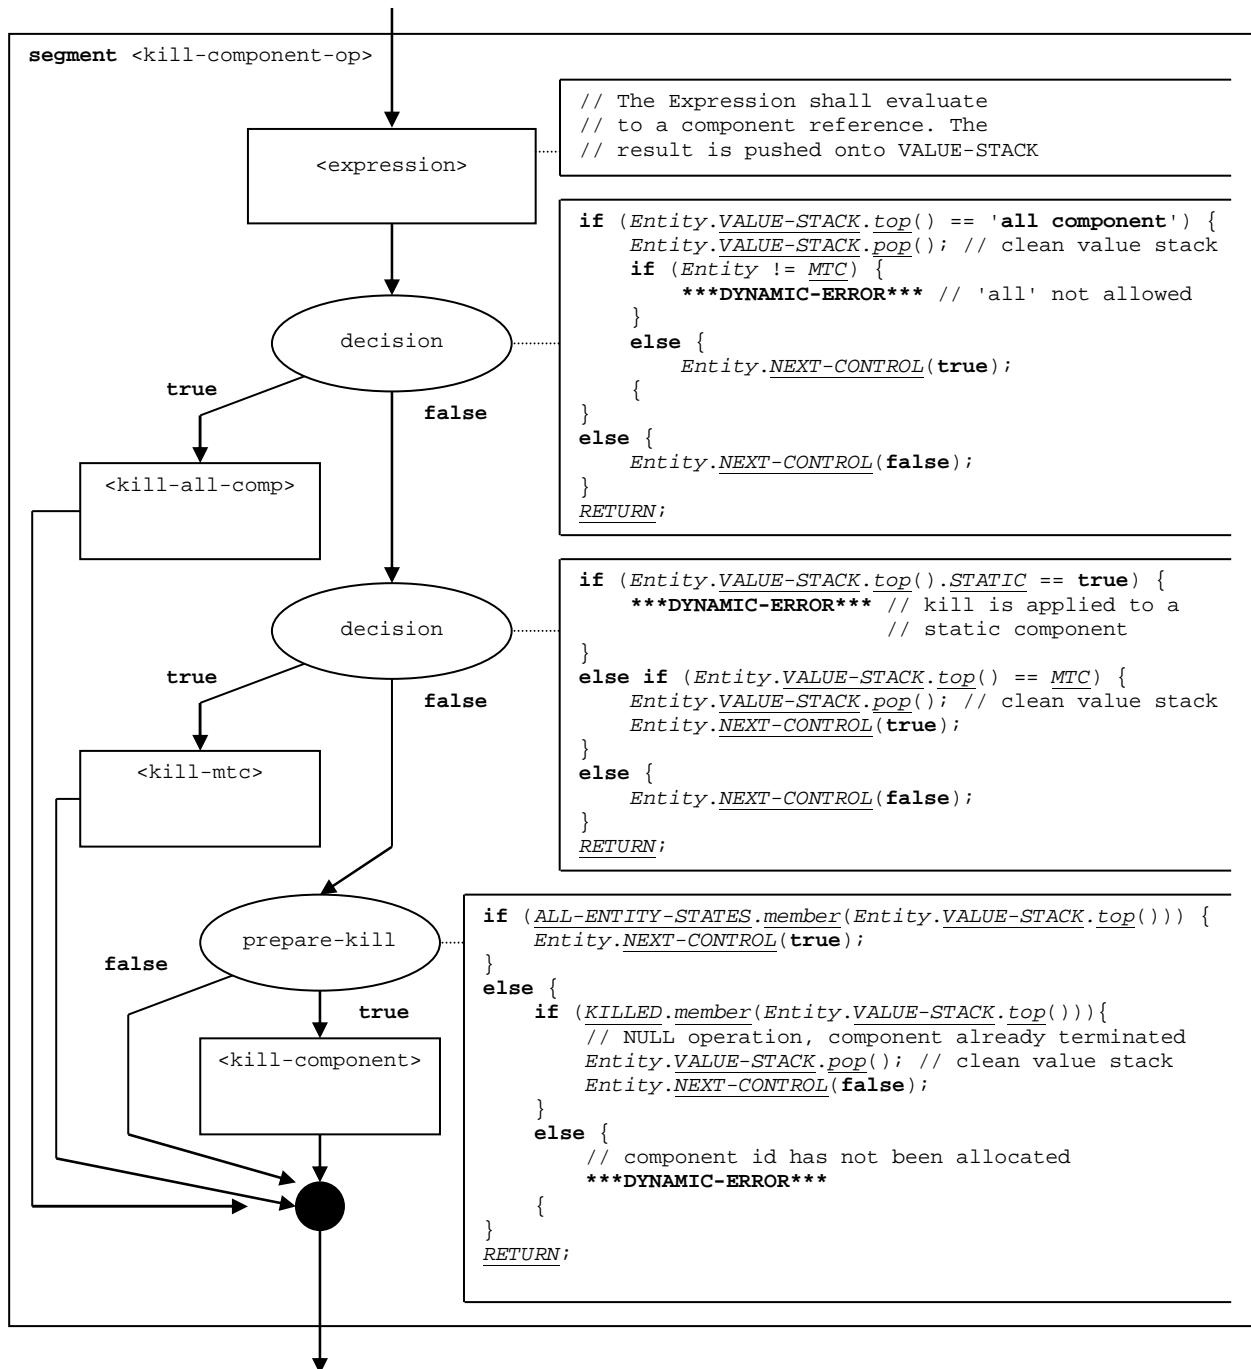 segment <kill-component-op>
<expression>
// The Expression shall evaluate
// to a component reference. The
// result is pushed onto VALUE-STACK
decision
true
false
if (Entity.VALUE-STACK.top() == 'all component') {
Entity.VALUE-STACK.pop(); // clean value stack
if (Entity != MTC) {
***DYNAMIC-ERROR*** // 'all' not allowed
}
else {
Entity.NEXT-CONTROL(true);
{
}
else {
Entity.NEXT-CONTROL(false);
}
RETURN;
<kill-all-comp>
decision
true
false
if (Entity.VALUE-STACK.top().STATIC == true) {
***DYNAMIC-ERROR*** // kill is applied to a
// static component
}
else if (Entity.VALUE-STACK.top() == MTC) {
Entity.VALUE-STACK.pop(); // clean value stack
Entity.NEXT-CONTROL(true);
}
else {
Entity.NEXT-CONTROL(false);
}
RETURN;
<kill-mtc>
prepare-kill
false
true
if (ALL-ENTITY-STATES.member(Entity.VALUE-STACK.top())) {
Entity.NEXT-CONTROL(true);
}
else {
if (KILLED.member(Entity.VALUE-STACK.top())){
// NULL operation, component already terminated
Entity.VALUE-STACK.pop(); // clean value stack
Entity.NEXT-CONTROL(false);
}
else {
// component id has not been allocated
***DYNAMIC-ERROR***
{
}
RETURN;
<kill-component>